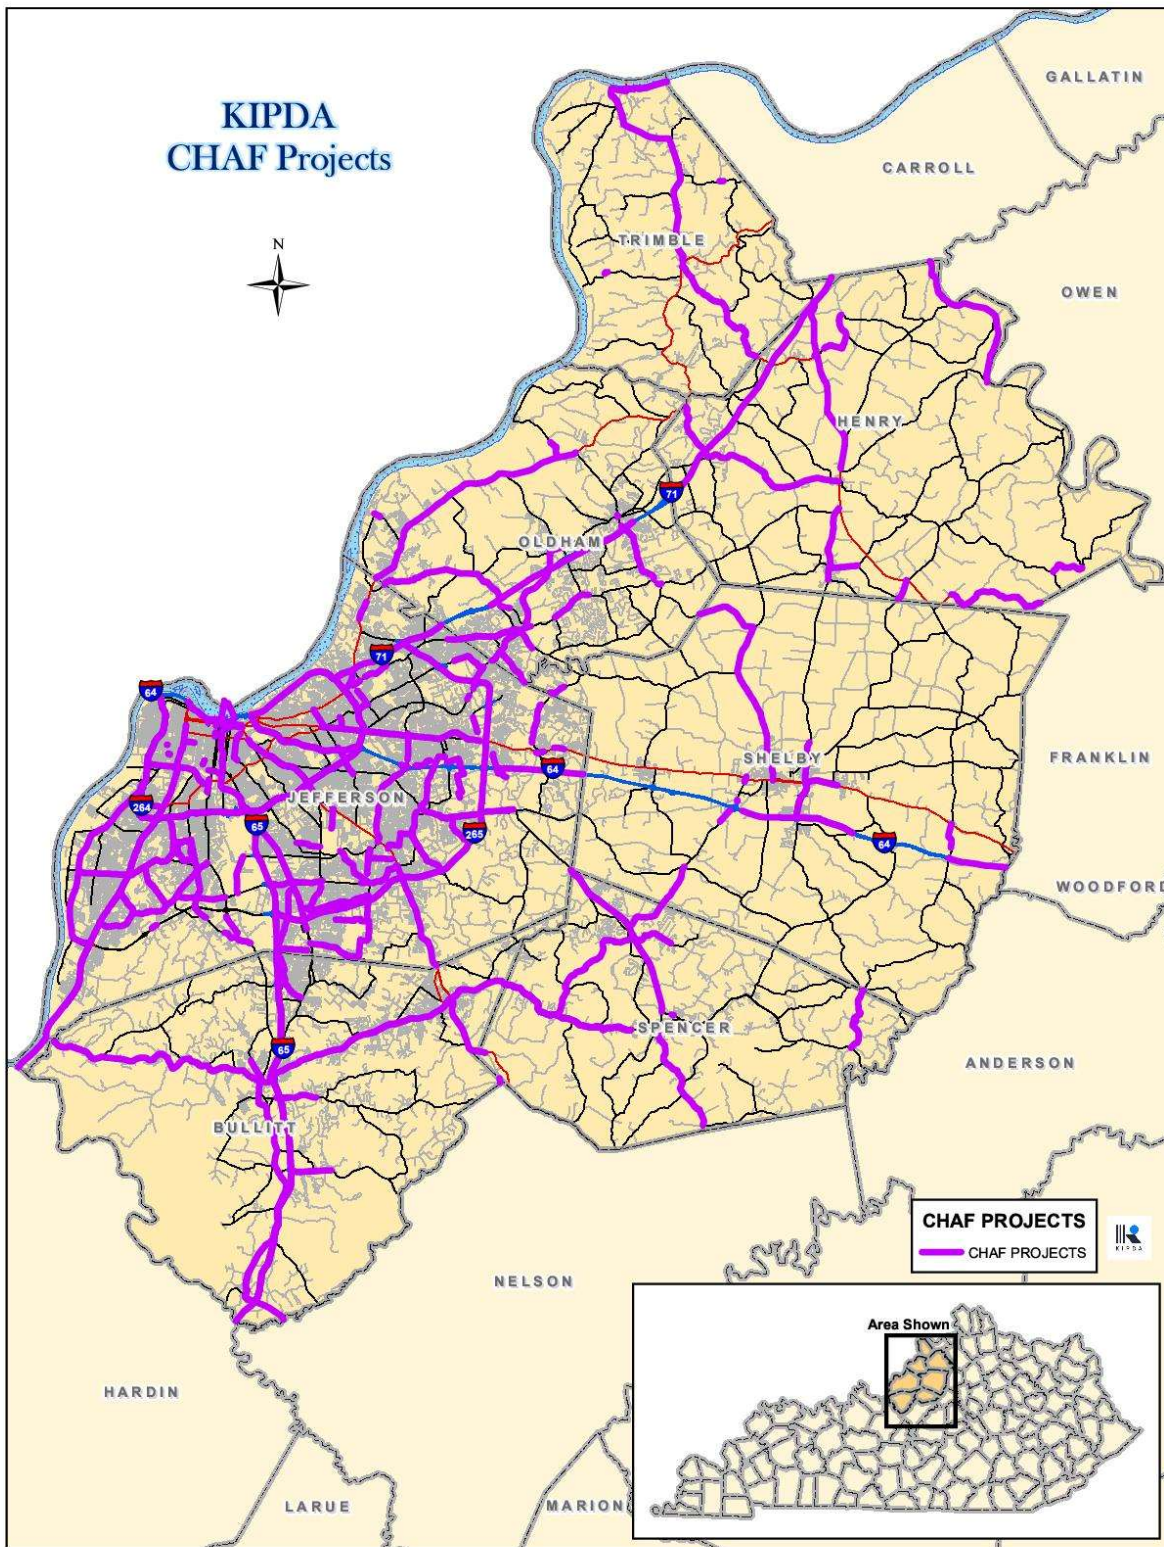 KIPDA
CHAF Projects
N
GALLATIN
CARROLL
TRIMBLE
OWEN
HENRY
71
OLDHAM
71
64
SHELBY
FRANKLIN
64
JEFFERSON
264
65
265
64
WOODFORD
SPENCER
65
ANDERSON
BULLITT
CHAF PROJECTS
CHAF PROJECTS
KIPDA
NELSON
Area Shown
HARDIN
LARUE
MARION